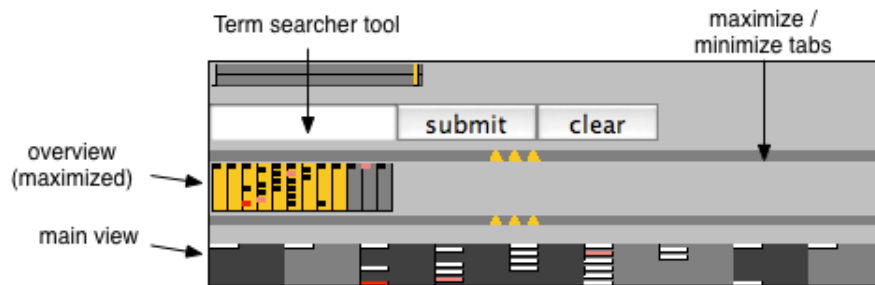 Term searcher tool
maximize /
minimize tabs
submit
clear
overview
(maximized)
main view